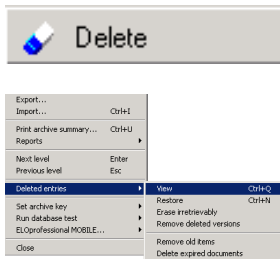 Delete
Export...
Import... Ctrl+I
Print archive summary... Ctrl+U
Reports
Next level Enter
Previous level Esc
Deleted entries
View Ctrl+Q
Set archive key
Restore Ctrl+N
Run database test
Erase irretrievably
ELOprofessional MOBILE...
Remove deleted versions
Close
Remove old items
Delete expired documents